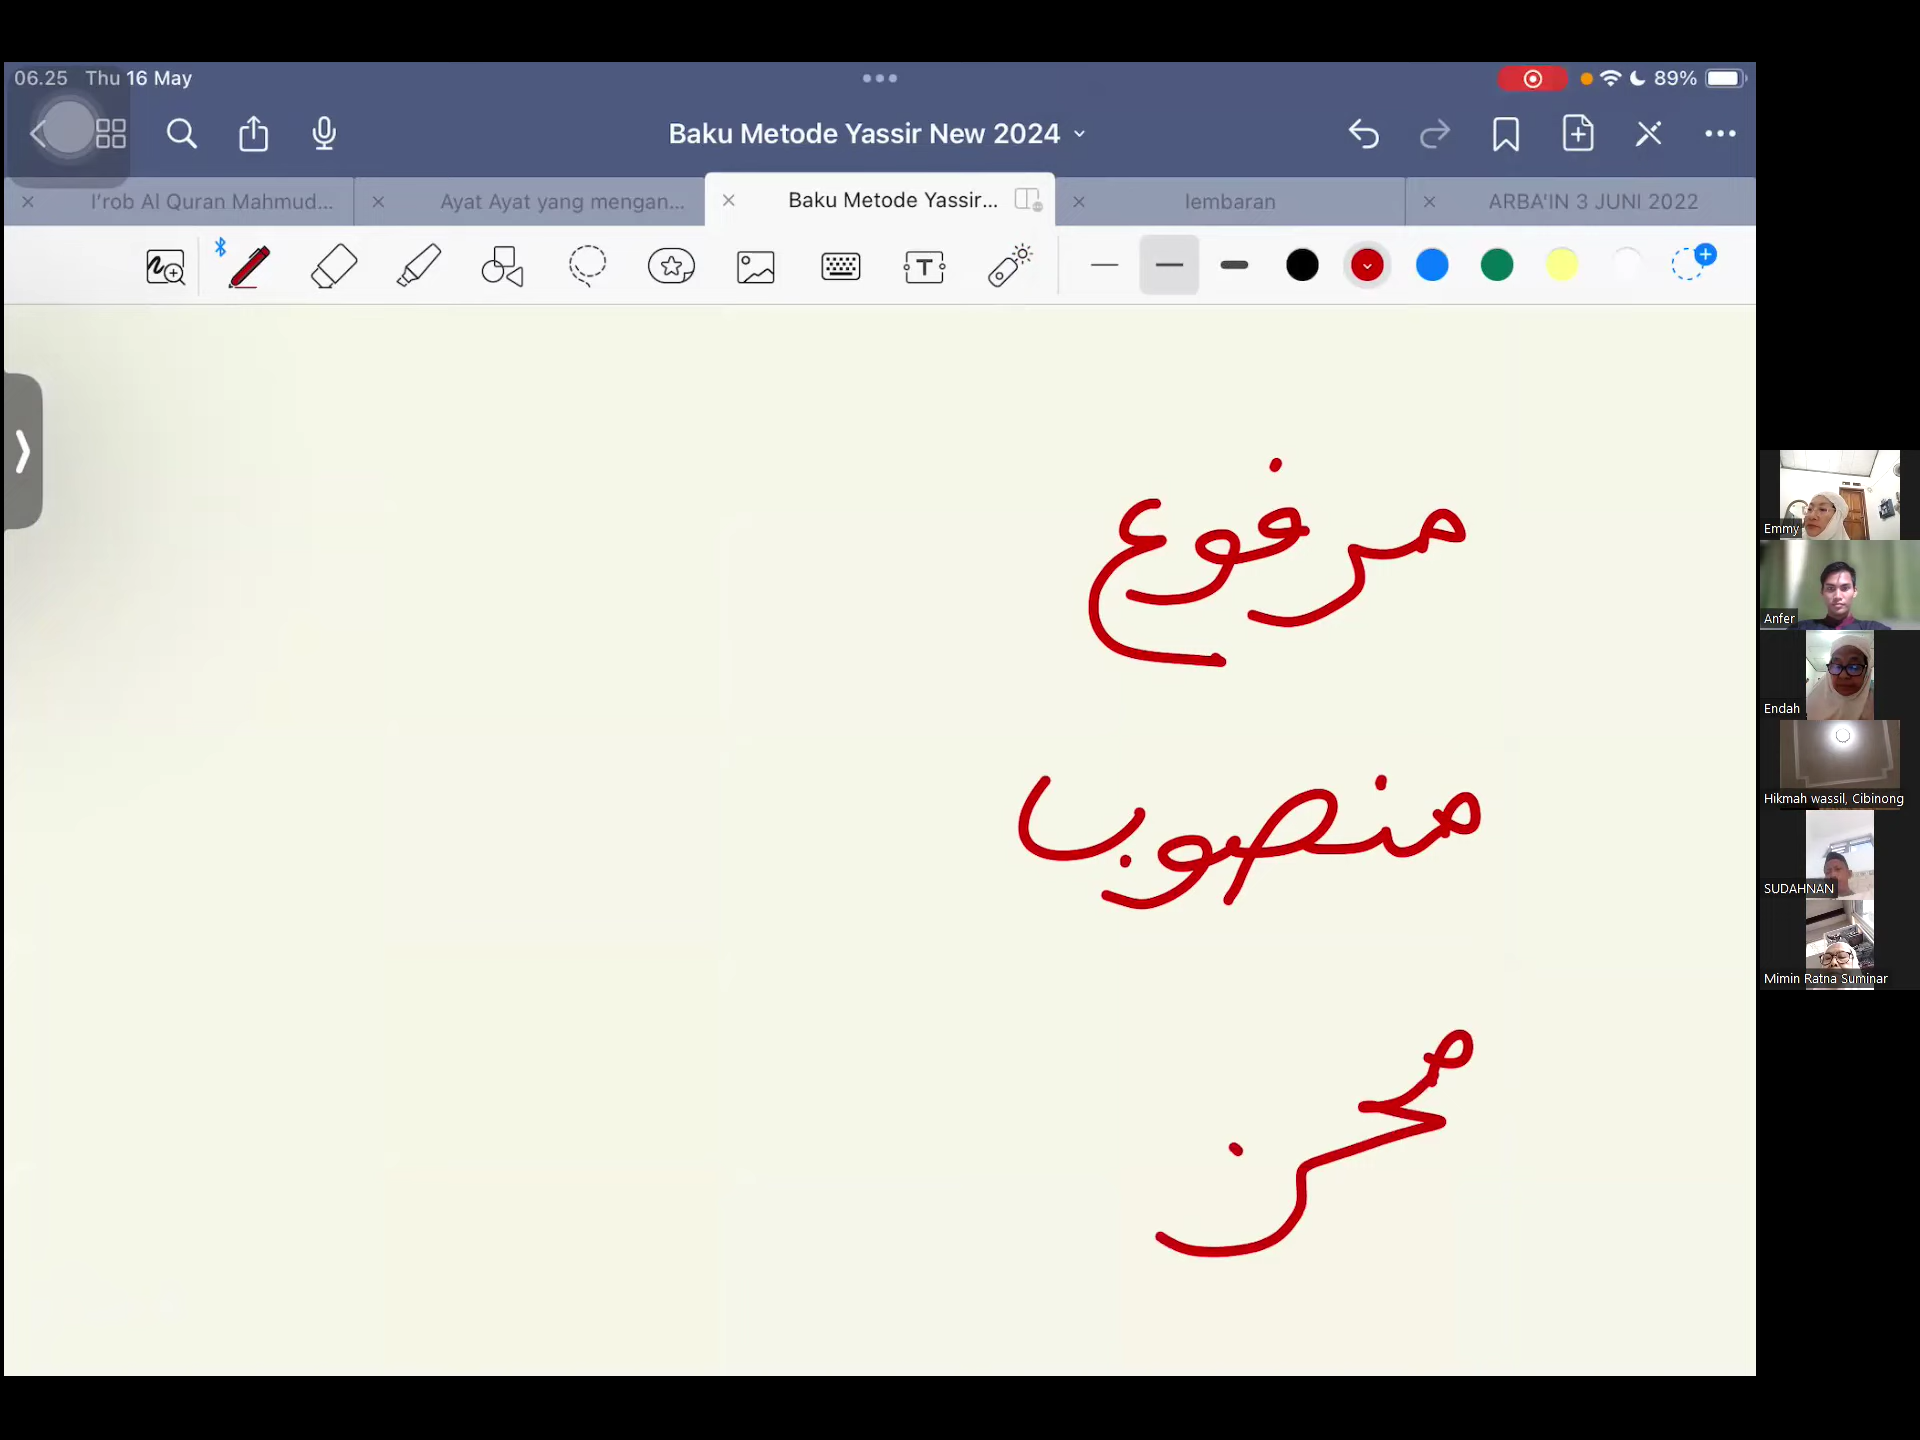 06.25 Thu 16 May
89%
Baku Metode Yassir New 2024
I'rob Al Quran Mahmud...
Ayat Ayat yang mengan...
Baku Metode Yassir...
lembaran
ARBA'IN 3 JUNI 2022
مرفوع
منصوب
Emmy
Anfer
Endah
Hikmah wassil, Cibinong
SUDAHNAN
Mimin Ratna Suminar